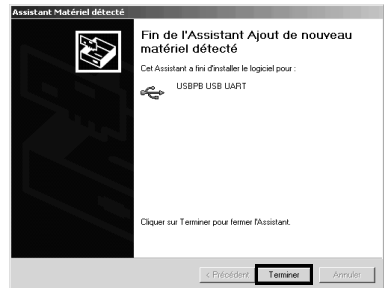 Assistant Matériel détecté
Fin de l'Assistant Ajout de nouveau
matériel détecté
Cet Assistant a fini d'installer le logiciel pour :
USBPB USB UART
Cliquer sur Terminer pour fermer l'Assistant.
< Précédent
Terminer
Annuler